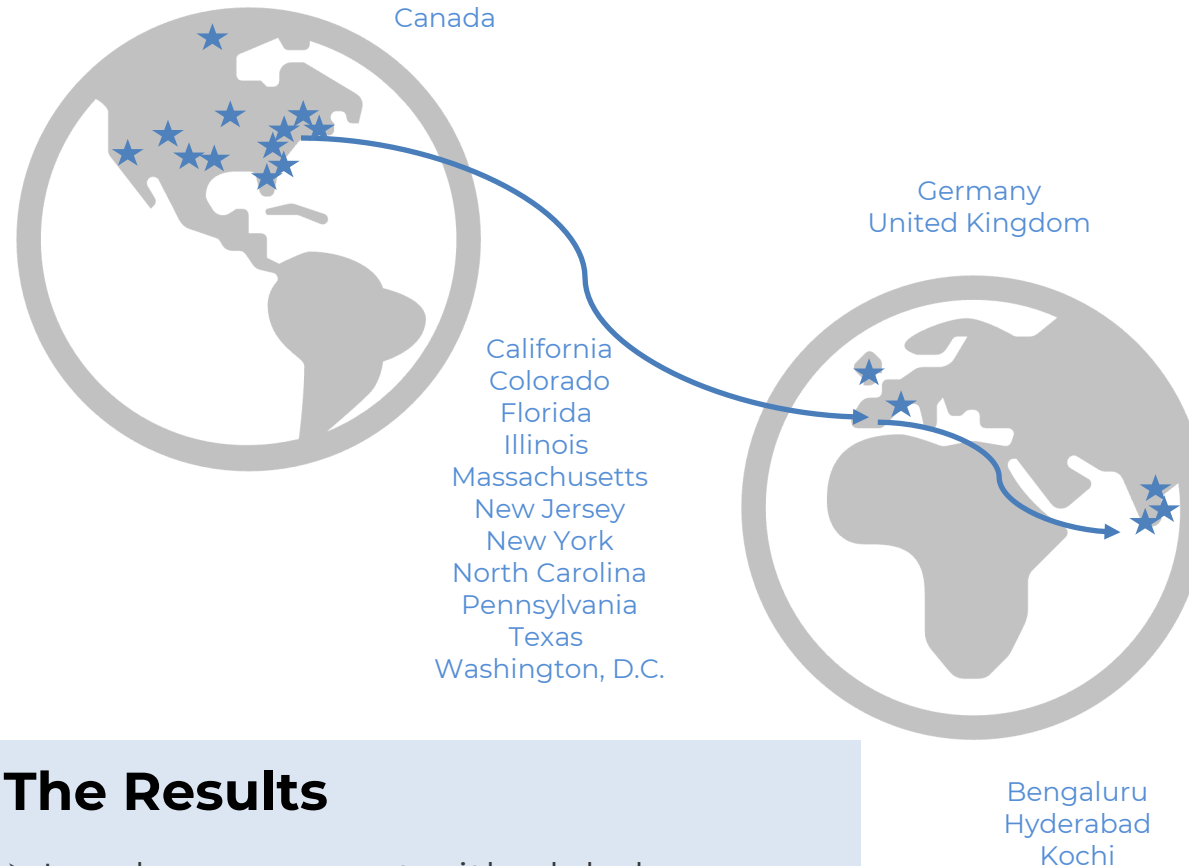 Canada
Germany
United Kingdom
California
Colorado
Florida
Illinois
Massachusetts
New Jersey
New York
North Carolina
Pennsylvania
Texas
Washington, D.C.
The Results
Bengaluru
Hyderabad
Kochi